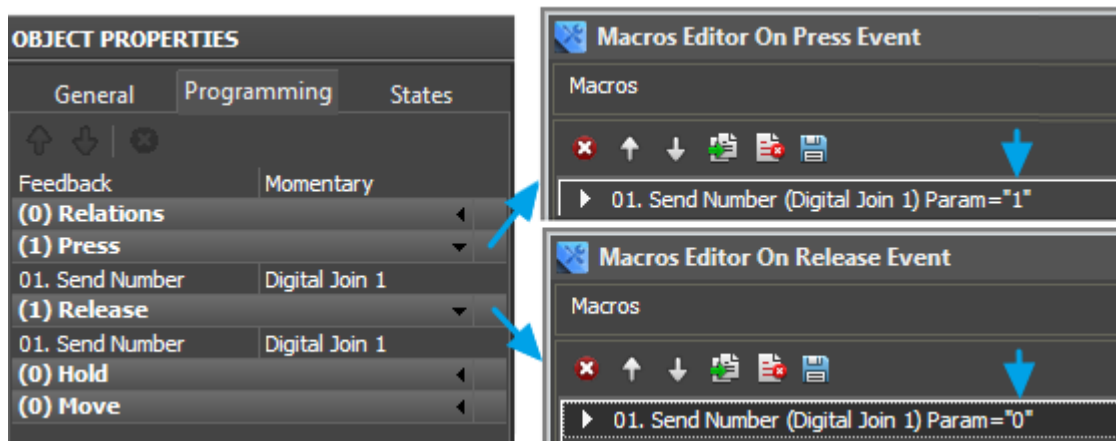 OBJECT PROPERTIES
General Programming States
Feedback Momentary
(0) Relations
(1) Press
01. Send Number Digital Join 1
(1) Release
01. Send Number Digital Join 1
(0) Hold
(0) Move
Macros Editor On Press Event
Macros
01. Send Number (Digital Join 1) Param="1"
Macros Editor On Release Event
Macros
01. Send Number (Digital Join 1) Param="0"